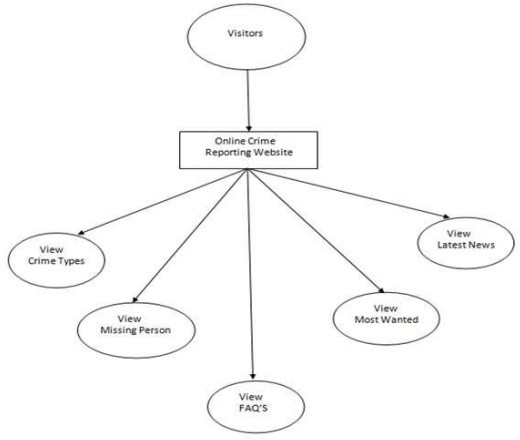 Visitors
Online Crime
Reporting Website
View
Latest News
View
Crime Types
View
Most Wanted
View
Missing Person
View
FAQ'S